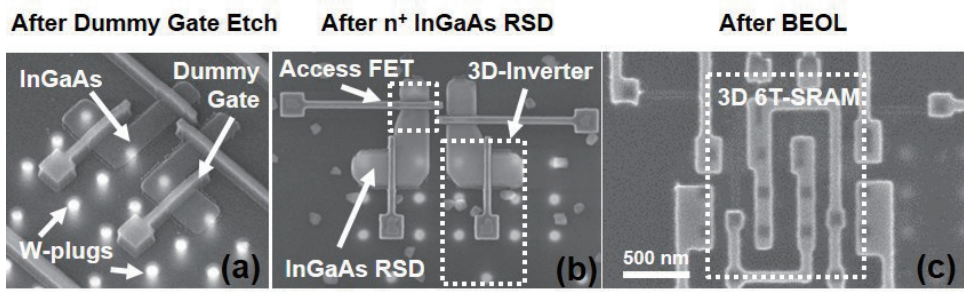 After Dummy Gate Etch
After n⁺ InGaAs RSD
After BEOL
InGaAs
Dummy
Gate
W-plugs
(a)
Access FET
3D-Inverter
InGaAs RSD
(b)
3D 6T-SRAM
500 nm
(c)